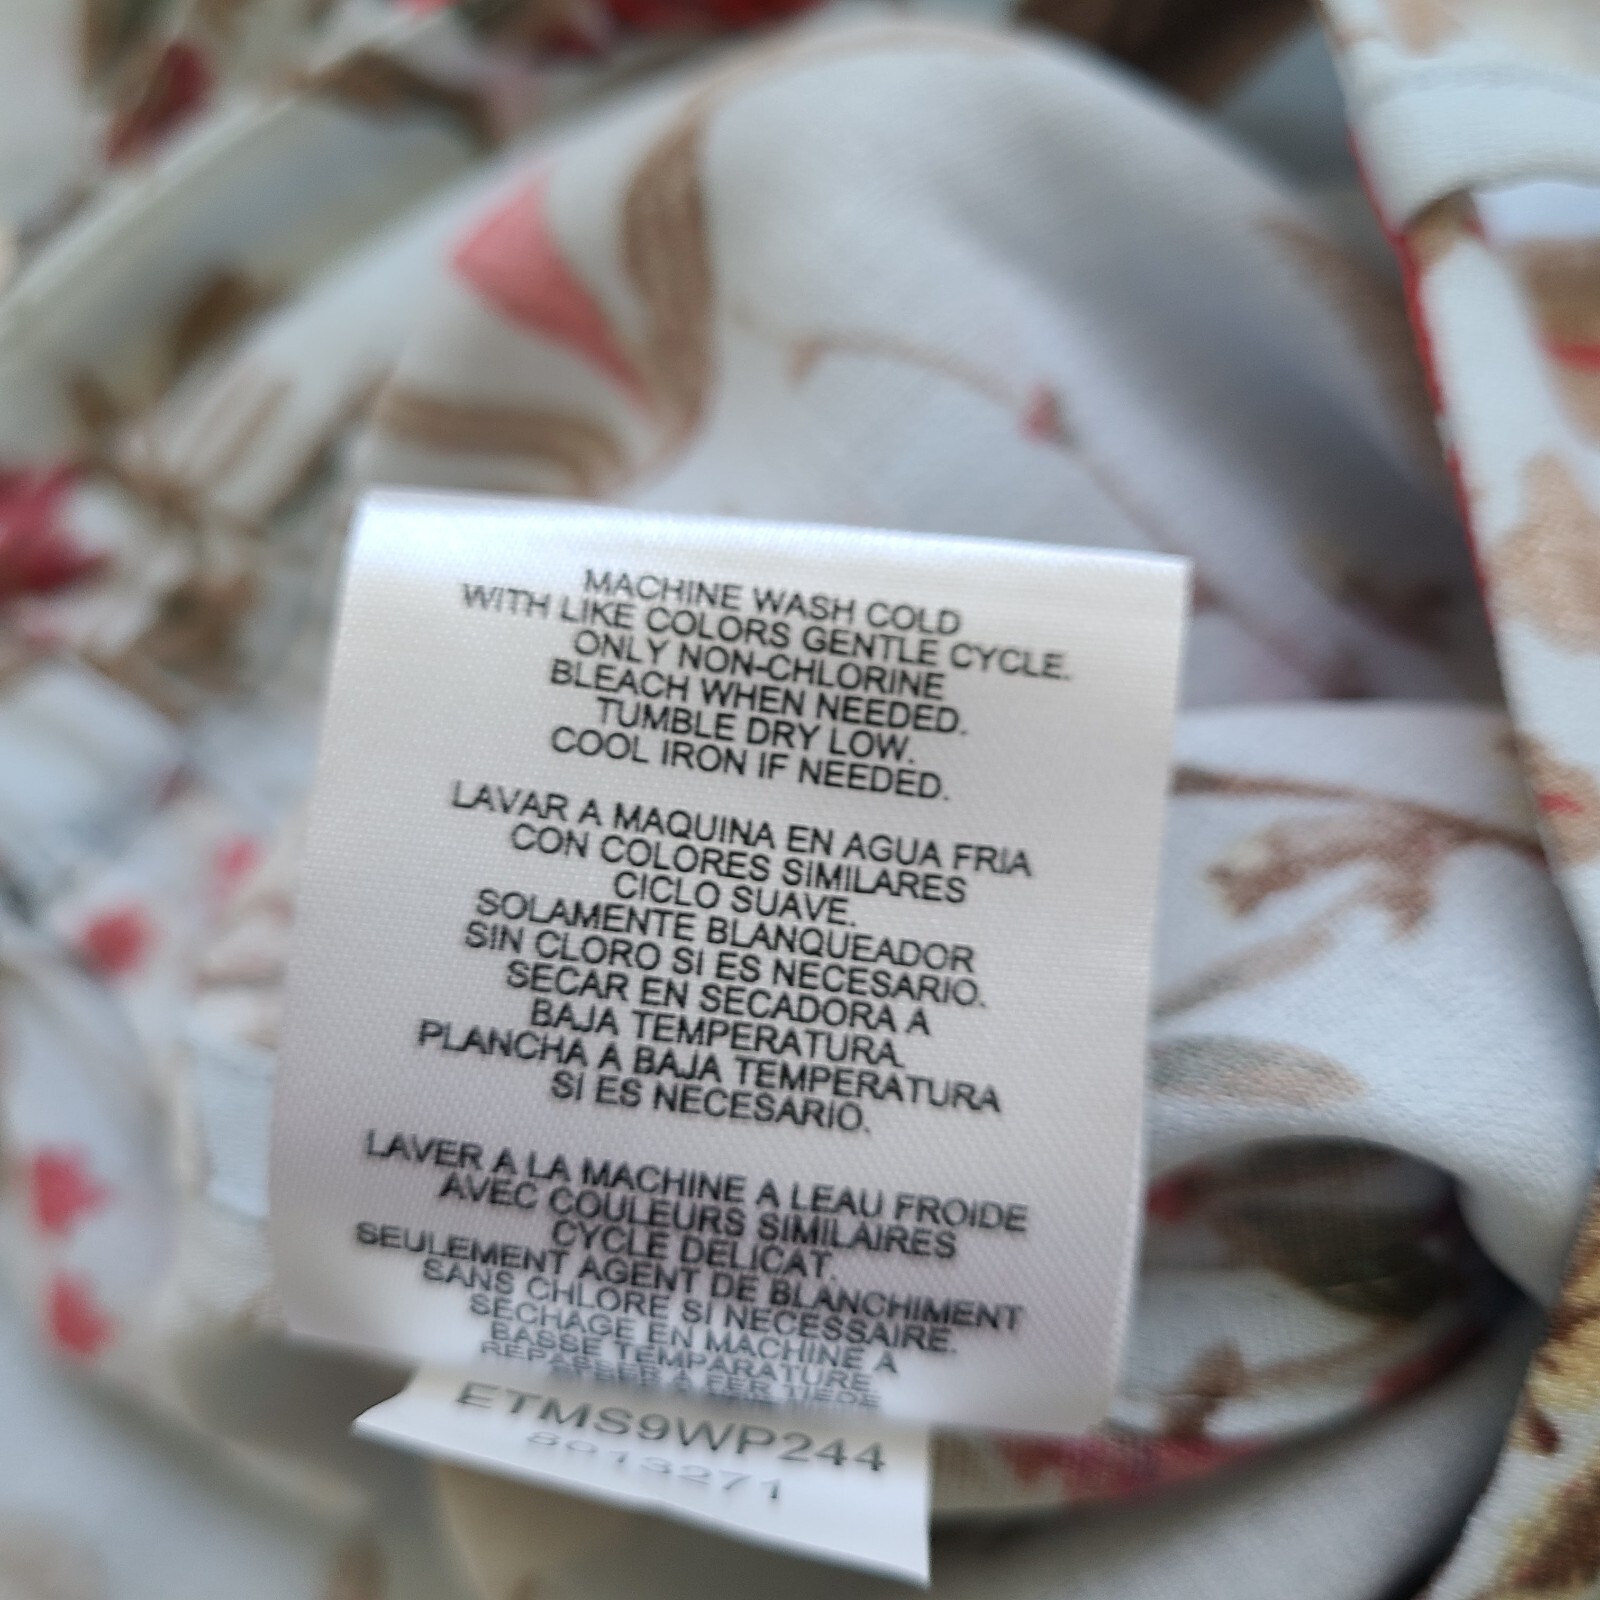 MACHINE WASH COLD
WITH LIKE COLORS GENTLE CYCLE.
ONLY NON-CHLORINE
BLEACH WHEN NEEDED.
TUMBLE DRY LOW.
COOL IRON IF NEEDED.
LAVAR A MAQUINA EN AGUA FRIA
CON COLORES SIMILARES
CICLO SUAVE.
SOLAMENTE BLANQUEADOR
SIN CLORO SI ES NECESARIO.
SECAR EN SECADORA A
BAJA TEMPERATURA.
PLANCHA A BAJA TEMPERATURA
SI ES NECESARIO.
LAVER A LA MACHINE A LEAU FROIDE
AVEC COULEURS SIMILAIRES
CYCLE DELICAT.
SEULEMENT AGENT DE BLANCHIMENT
SANS CHLORE SI NECESSAIRE.
SECHAGE EN MACHINE A
BASSE TEMPARATURE
A FER TIEDE
ETMS9WP244
8013271